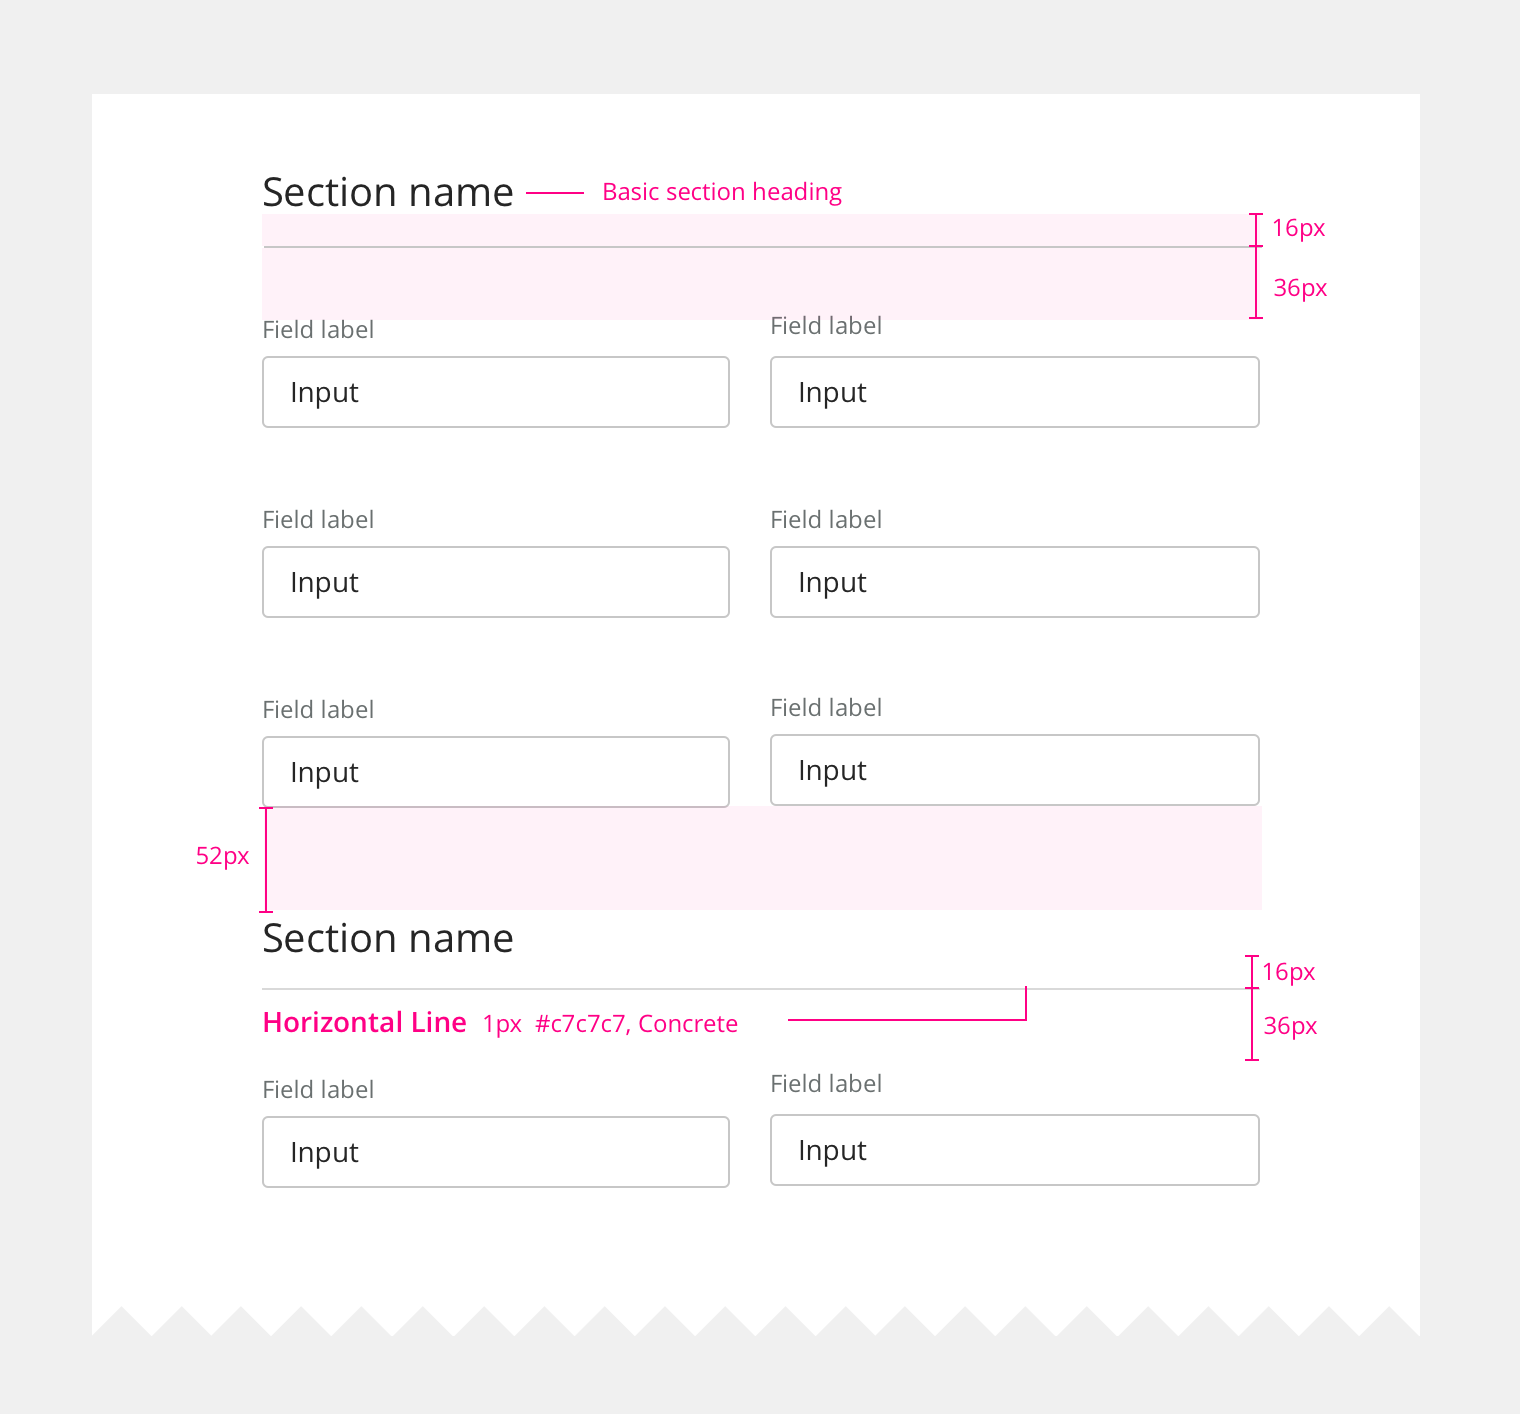 Section name Basic section heading
16px
36px
Field label Field label
Input Input
Field label Field label
Input Input
Field label Field label
Input Input
52px
Section name
16px
Horizontal Line 1px #c7c7c7, Concrete
36px
Field label Field label
Input Input